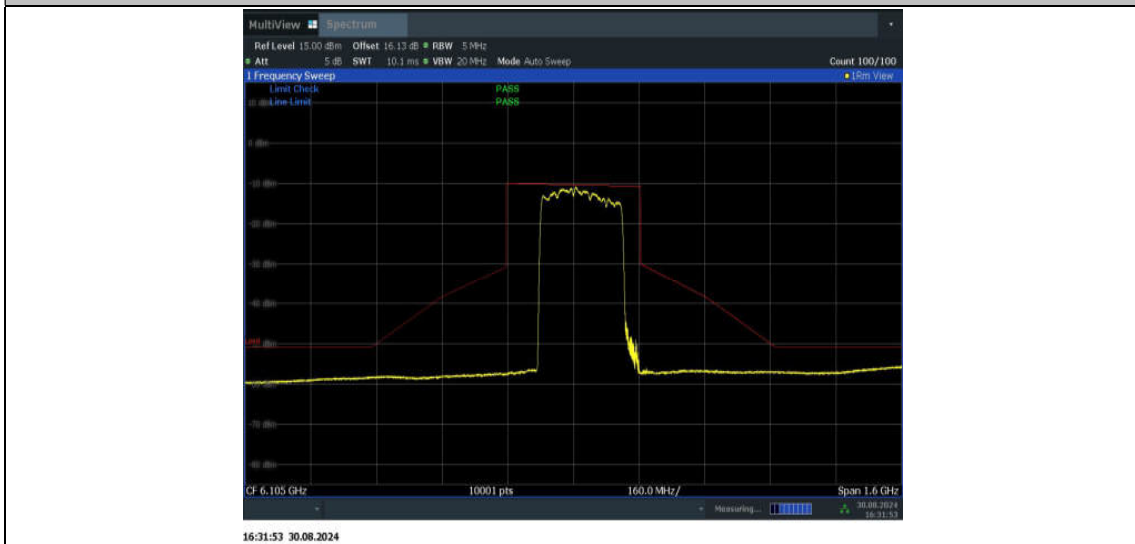 MultiView Spectrum
Ref Level 15.00 dBm Offset 16.13 dB RBW 5 MHz
Att 5 dB SWT 10.1 ms VBW 20 MHz Mode Auto Sweep Count 100/100
1 Frequency Sweep 1Rm View
Limit Check PASS
Line Limit PASS
0 dBm
-10 dBm
-20 dBm
-30 dBm
-40 dBm
-70 dBm
-80 dBm
CF 6.105 GHz 10001 pts 160.0 MHz/ Span 1.6 GHz
Measuring... 30.08.2024
16:31:53
16:31:53 30.08.2024